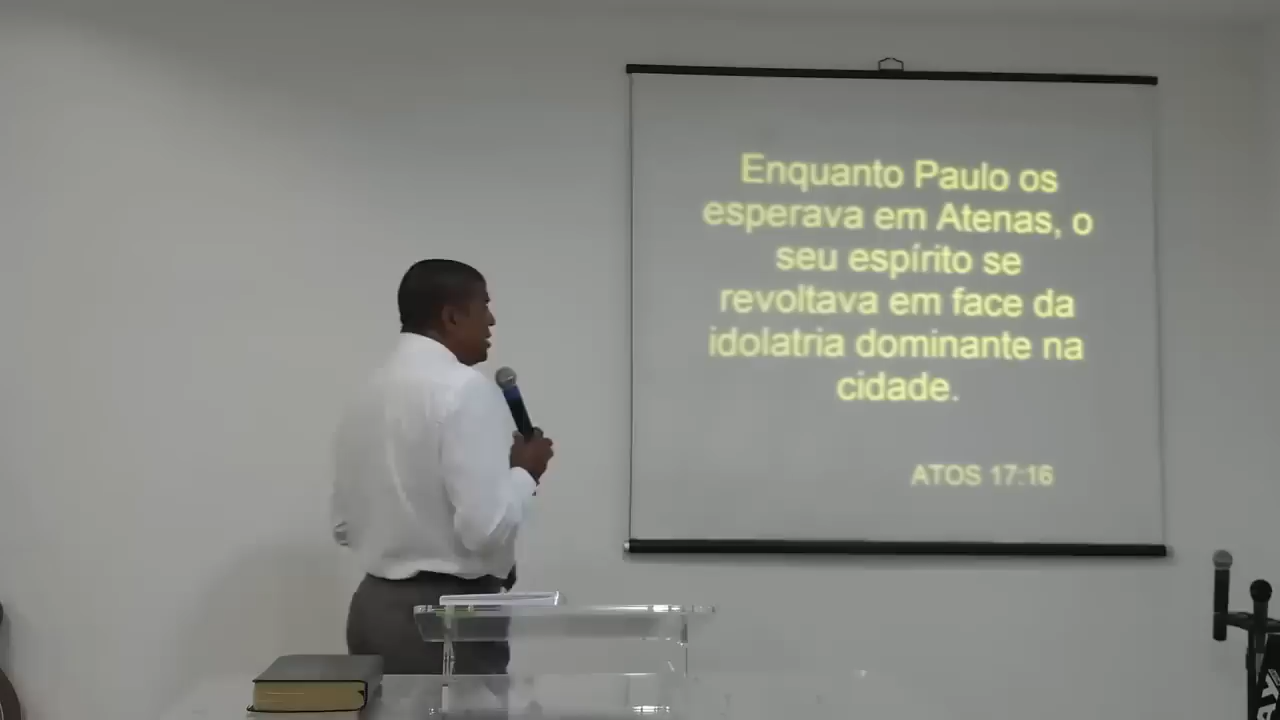 Enquanto Paulo os
esperava em Atenas, o
seu espírito se
revoltava em face da
idolatria dominante na
cidade.
ATOS 17:16